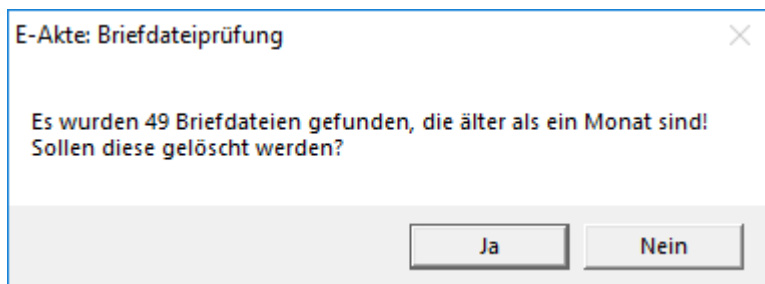 E-Akte: Briefdateiprüfung
Es wurden 49 Briefdateien gefunden, die älter als ein Monat sind!
Sollen diese gelöscht werden?
Ja
Nein